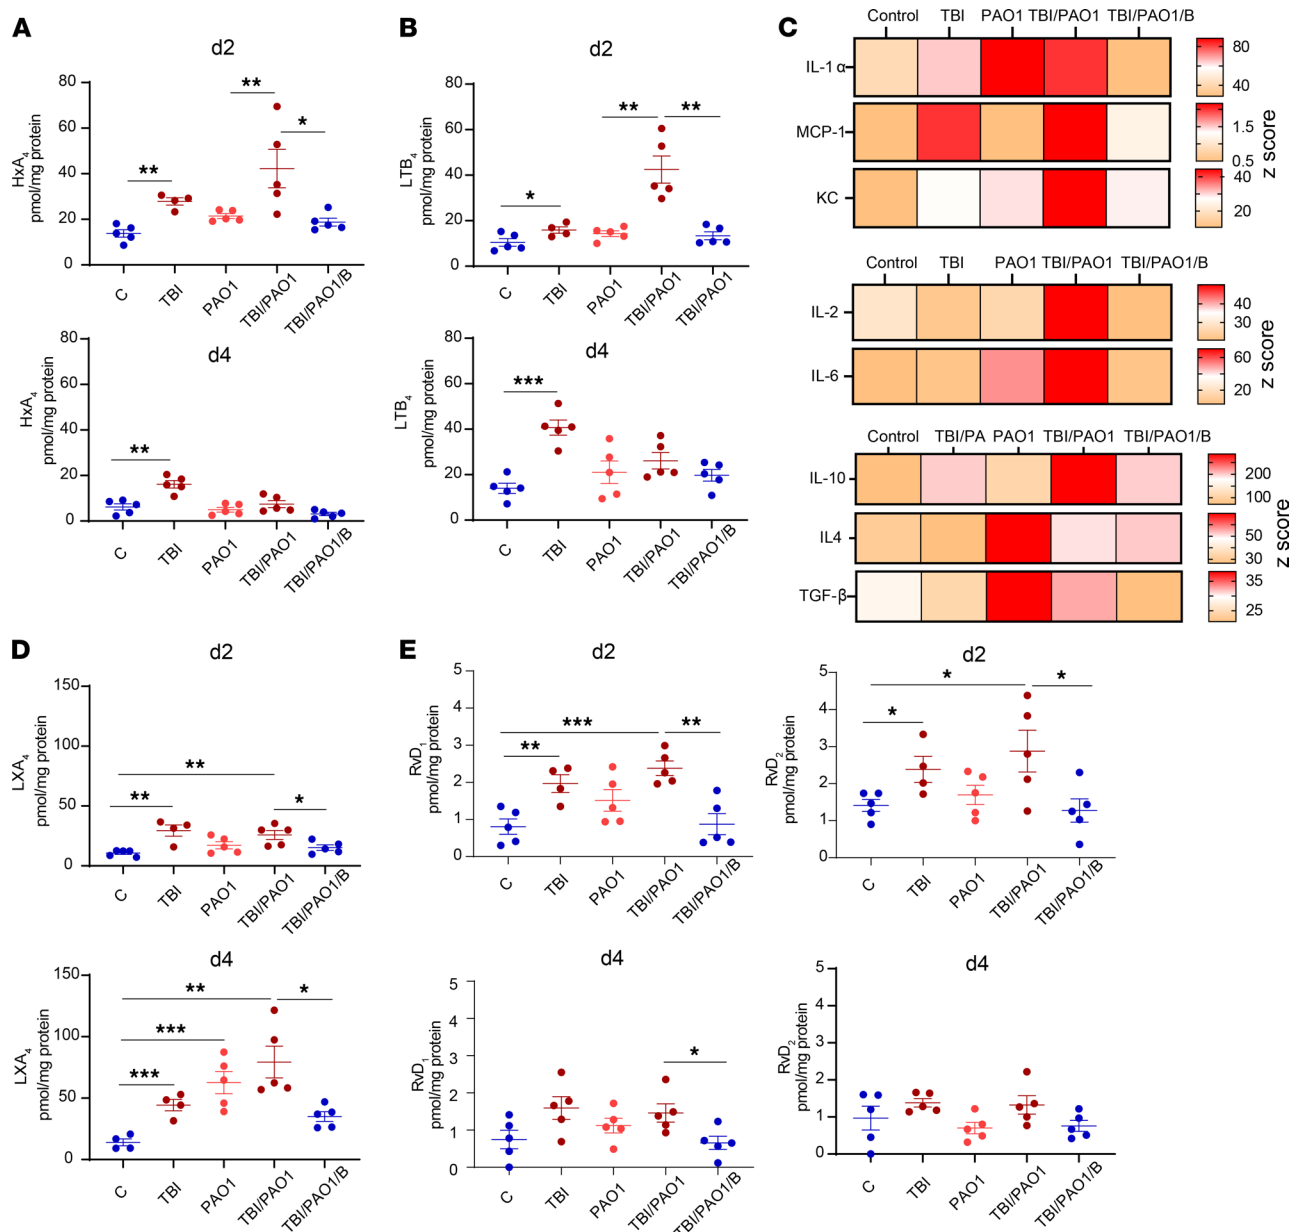 A
d2
HxA4
pmol/mg protein
80
60
40
20
0
**
**
*
C
TBI
PAO1
TBI/PAO1
TBI/PAO1/B
d4
HxA4
pmol/mg protein
80
60
40
20
0
**
C
TBI
PAO1
TBI/PAO1
TBI/PAO1/B
B
d2
LTB4
pmol/mg protein
80
60
40
20
0
*
**
**
C
TBI
PAO1
TBI/PAO1
TBI/PAO1
d4
LTB4
pmol/mg protein
80
60
40
20
0
***
C
TBI
PAO1
TBI/PAO1
TBI/PAO1/B
C
Control TBI PAO1 TBI/PAO1 TBI/PAO1/B
IL-1 α
80
40
MCP-1
1.5
0.5
KC
40
20
z score
Control TBI PAO1 TBI/PAO1 TBI/PAO1/B
IL-2
40
30
IL-6
60
40
20
z score
Control TBI/PA PAO1 TBI/PAO1 TBI/PAO1/B
IL-10
200
100
IL4
50
30
TGF-β
35
25
z score
D
d2
LXA4
pmol/mg protein
150
100
50
0
**
**
*
C
TBI
PAO1
TBI/PAO1
TBI/PAO1/B
d4
LXA4
pmol/mg protein
150
100
50
0
**
*
***
***
C
TBI
PAO1
TBI/PAO1
TBI/PAO1/B
E
d2
RvD1
pmol/mg protein
5
4
3
2
1
0
***
**
**
C
TBI
PAO1
TBI/PAO1
TBI/PAO1/B
d2
RvD2
pmol/mg protein
5
4
3
2
1
0
*
*
*
C
TBI
PAO1
TBI/PAO1
TBI/PAO1/B
d4
RvD1
pmol/mg protein
5
4
3
2
1
0
*
C
TBI
PAO1
TBI/PAO1
TBI/PAO1/B
d4
RvD2
pmol/mg protein
5
4
3
2
1
0
C
TBI
PAO1
TBI/PAO1
TBI/PAO1/B